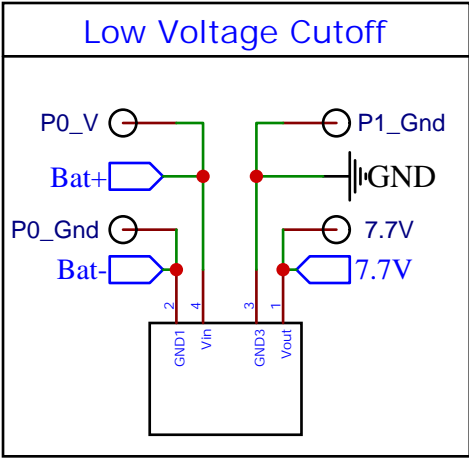 Low Voltage Cutoff
P0_V
P1_Gnd
Bat+
GND
P0_Gnd
7.7V
Bat-
7.7V
2
4
3
1
GND1
Vin
GND3
Vout